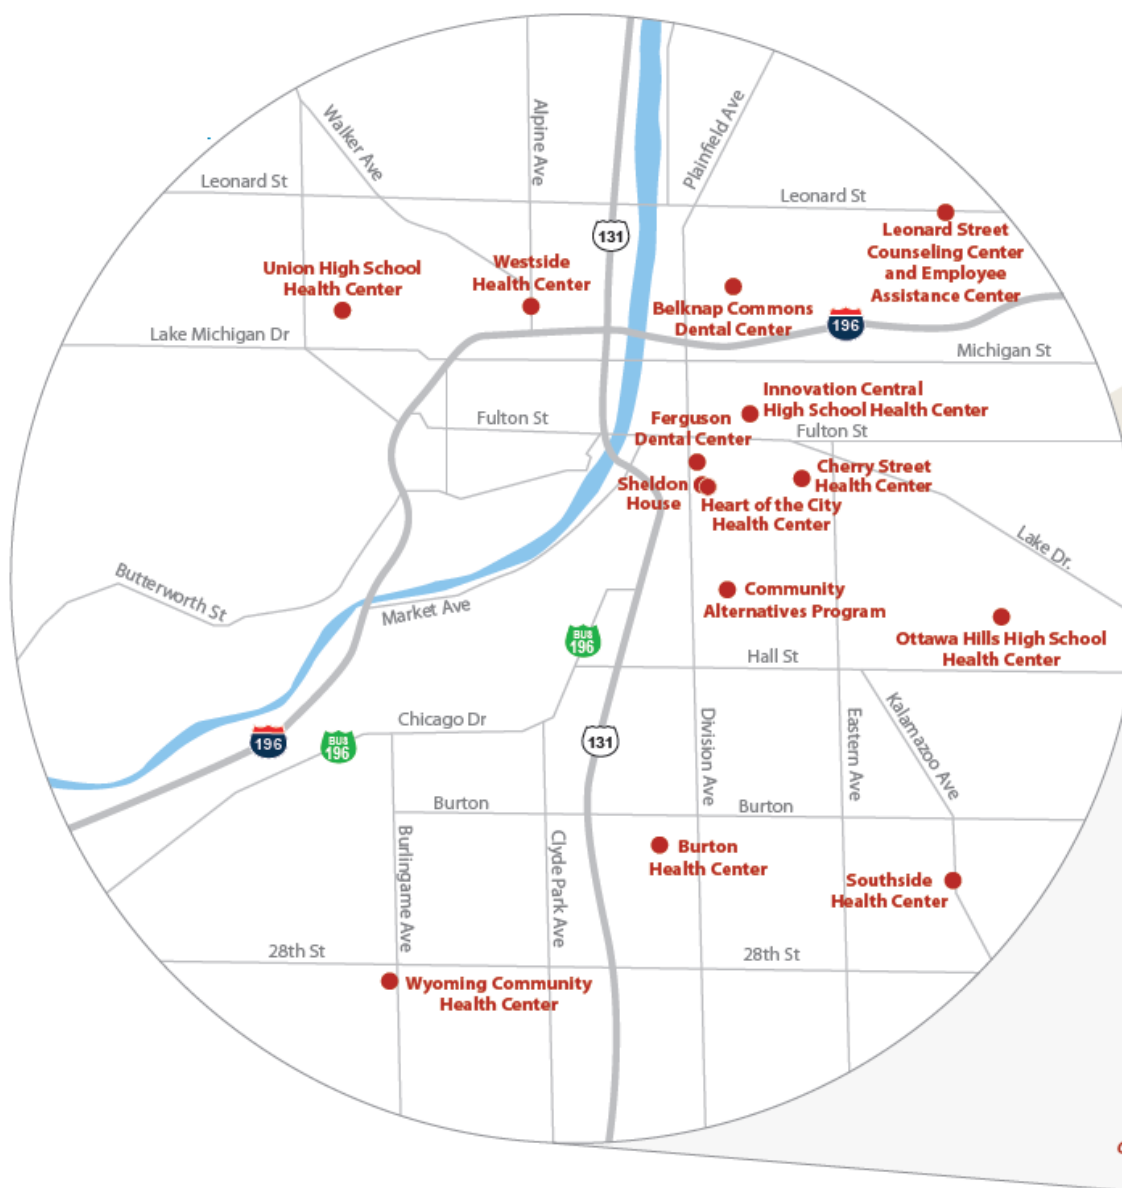 Walker Ave
Alpine Ave
Plainfield Ave
Leonard St
Leonard St
131
Leonard Street
Counseling Center
and Employee
Assistance Center
Union High School
Health Center
Westside
Health Center
Belknap Commons
Dental Center
196
Lake Michigan Dr
Michigan St
Innovation Central
High School Health Center
Fulton St
Ferguson
Dental Center
Fulton St
Cherry Street
Health Center
Sheldon
House
Heart of the City
Health Center
Lake Dr.
Butterworth St
Market Ave
Community
Alternatives Program
BUS
196
Ottawa Hills High School
Health Center
Hall St
Kalamazoo Ave
Chicago Dr
196
BUS
196
131
Division Ave
Eastern Ave
Burton
Burton
Burlingame Ave
Clyde Park Ave
Burton
Health Center
Southside
Health Center
28th St
28th St
Wyoming Community
Health Center